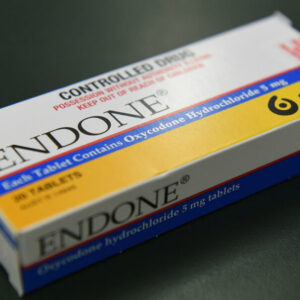 CONTROLLED DRUG
POSSESSION WITHOUT AUTHORITY ILLEGAL
KEEP OUT OF REACH OF CHILDREN
ENDONE®
Each Tablet Contains Oxycodone Hydrochloride 5 mg
TABLETS
ENDONE®
Oxycodone hydrochloride 5 mg tablets